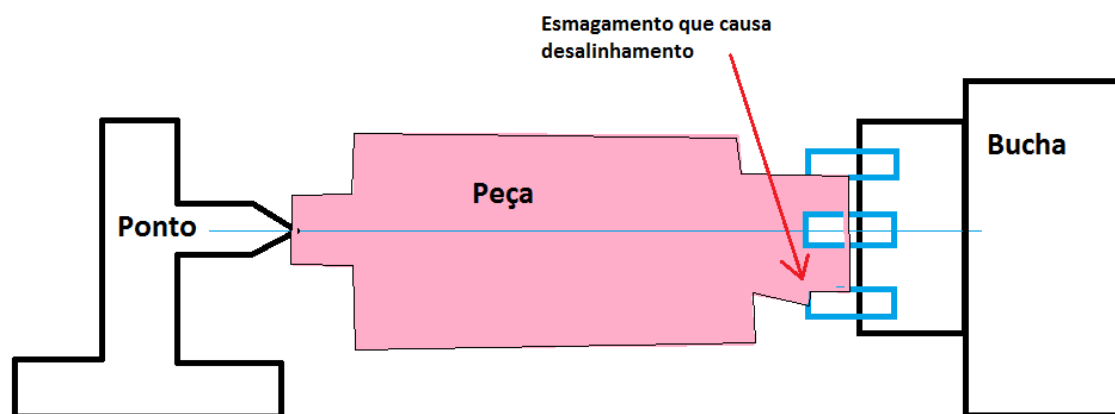 Esmagamento que causa
desalinhamento
Bucha
Peça
Ponto